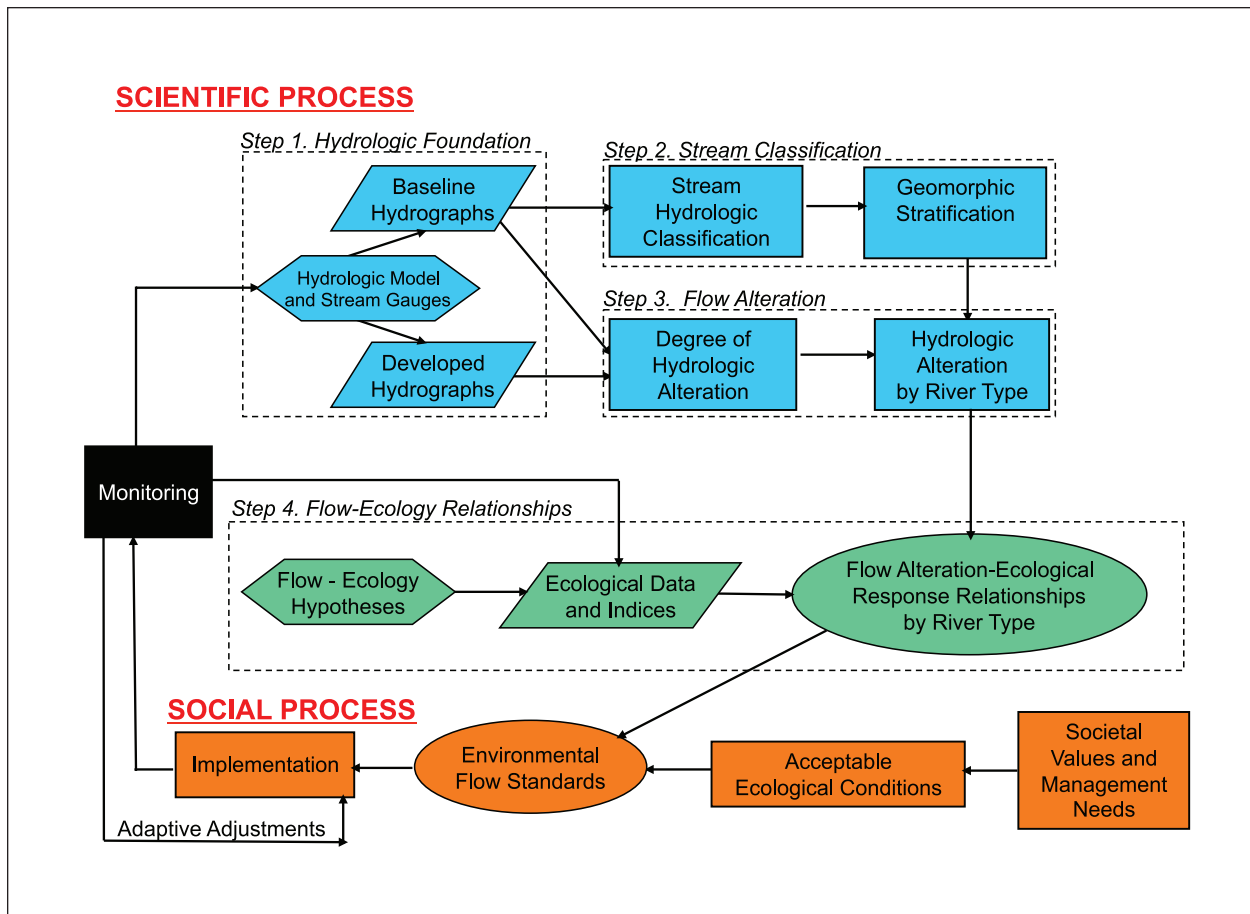 SCIENTIFIC PROCESS
Step 1. Hydrologic Foundation
Baseline
Hydrographs
Hydrologic Model
and Stream Gauges
Developed
Hydrographs
Step 2. Stream Classification
Stream
Hydrologic
Classification
Geomorphic
Stratification
Step 3.  Flow Alteration
Degree of
Hydrologic
Alteration
Hydrologic
Alteration
by River Type
Monitoring
Step 4. Flow-Ecology Relationships
Flow - Ecology
Hypotheses
Ecological Data
and Indices
Flow Alteration-Ecological
Response Relationships
by River Type
SOCIAL PROCESS
Implementation
Environmental
Flow Standards
Acceptable
Ecological Conditions
Societal
Values and
Management
Needs
Adaptive Adjustments